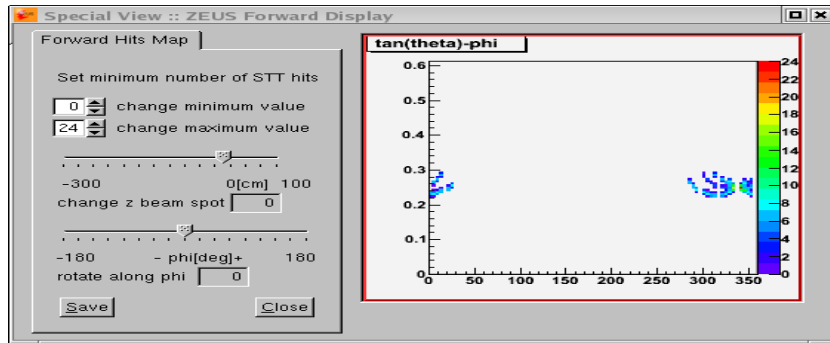 Special View :: ZEUS Forward Display
Forward Hits Map
Set minimum number of STT hits
0 change minimum value
24 change maximum value
-300 0[cm] 100
change z beam spot 0
-180 - phi[deg]+ 180
rotate along phi 0
Save Close
tan(theta)-phi
0.6
0.5
0.4
0.3
0.2
0.1
0
0 50 100 150 200 250 300 350
24
22
20
18
16
14
12
10
8
6
4
2
0